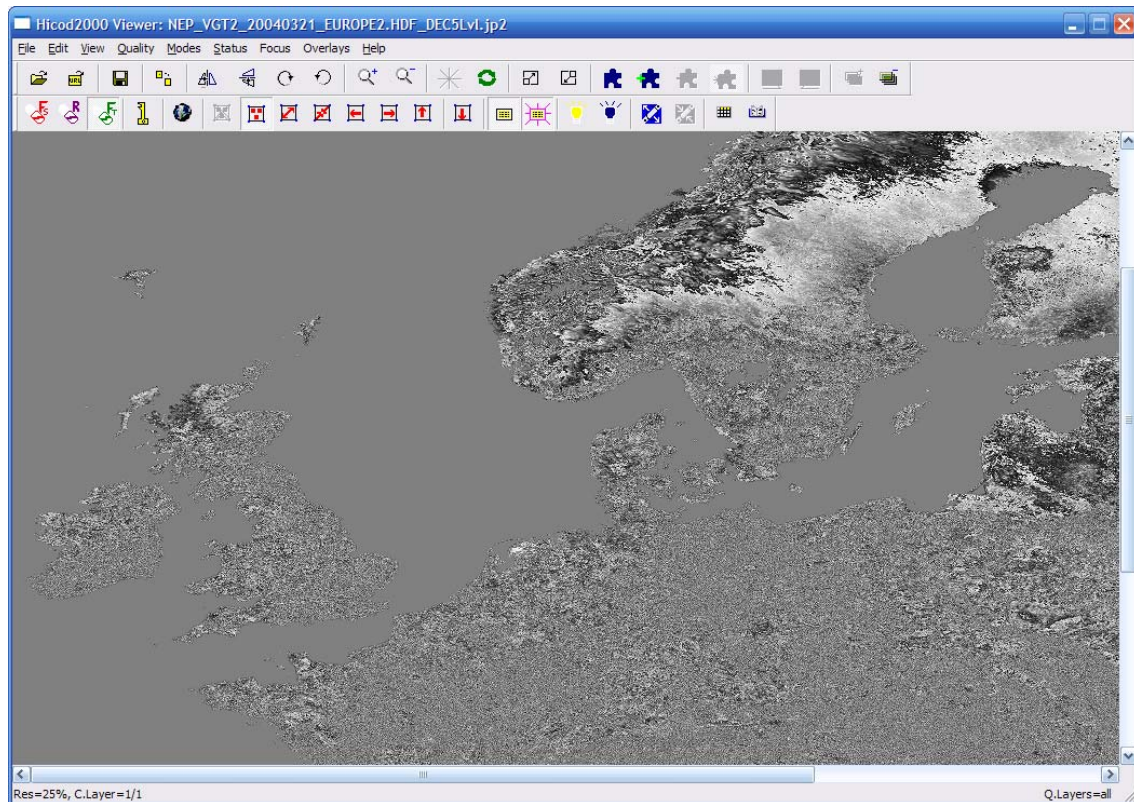 Hicod2000 Viewer: NEP_VGT2_20040321_EUROPE2.HDF_DEC5Lvl.jp2
File Edit View Quality Modes Status Focus Overlays Help
URL
Res=25%, C.Layer=1/1 Q.Layers=all